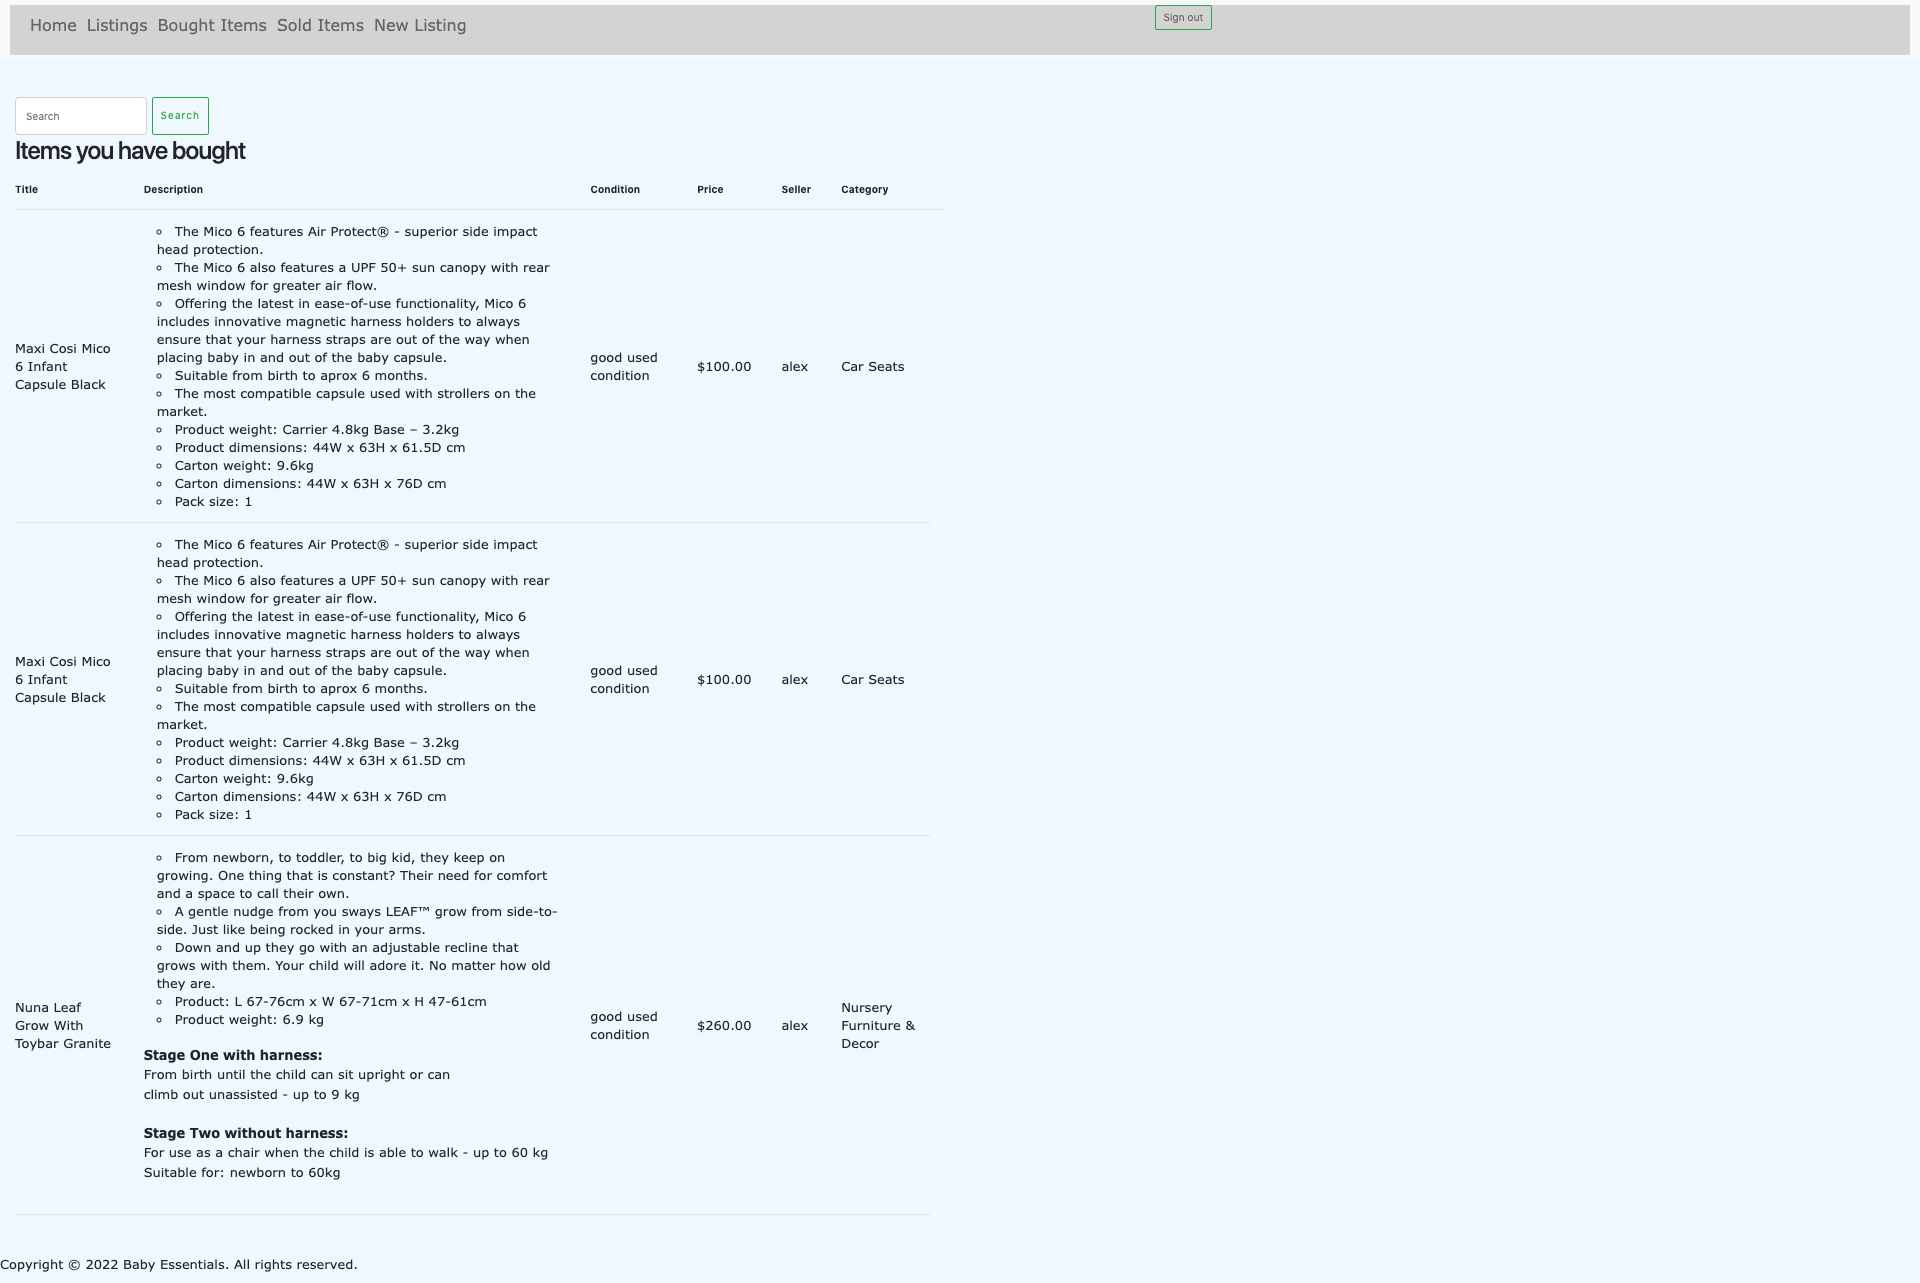 Home Listings Bought Items Sold Items New Listing Sign out
Search Search
Items you have bought
Title Description Condition Price Seller Category
Maxi Cosi Mico
6 Infant
Capsule Black
The Mico 6 features Air Protect® - superior side impact
head protection.
The Mico 6 also features a UPF 50+ sun canopy with rear
mesh window for greater air flow.
Offering the latest in ease-of-use functionality, Mico 6
includes innovative magnetic harness holders to always
ensure that your harness straps are out of the way when
placing baby in and out of the baby capsule.
Suitable from birth to aprox 6 months.
The most compatible capsule used with strollers on the
market.
Product weight: Carrier 4.8kg Base – 3.2kg
Product dimensions: 44W x 63H x 61.5D cm
Carton weight: 9.6kg
Carton dimensions: 44W x 63H x 76D cm
Pack size: 1
good used
condition
$100.00
alex
Car Seats
Maxi Cosi Mico
6 Infant
Capsule Black
The Mico 6 features Air Protect® - superior side impact
head protection.
The Mico 6 also features a UPF 50+ sun canopy with rear
mesh window for greater air flow.
Offering the latest in ease-of-use functionality, Mico 6
includes innovative magnetic harness holders to always
ensure that your harness straps are out of the way when
placing baby in and out of the baby capsule.
Suitable from birth to aprox 6 months.
The most compatible capsule used with strollers on the
market.
Product weight: Carrier 4.8kg Base – 3.2kg
Product dimensions: 44W x 63H x 61.5D cm
Carton weight: 9.6kg
Carton dimensions: 44W x 63H x 76D cm
Pack size: 1
good used
condition
$100.00
alex
Car Seats
Nuna Leaf
Grow With
Toybar Granite
From newborn, to toddler, to big kid, they keep on
growing. One thing that is constant? Their need for comfort
and a space to call their own.
A gentle nudge from you sways LEAF™ grow from side-to-
side. Just like being rocked in your arms.
Down and up they go with an adjustable recline that
grows with them. Your child will adore it. No matter how old
they are.
Product: L 67-76cm x W 67-71cm x H 47-61cm
Product weight: 6.9 kg
Stage One with harness:
From birth until the child can sit upright or can
climb out unassisted - up to 9 kg
Stage Two without harness:
For use as a chair when the child is able to walk - up to 60 kg
Suitable for: newborn to 60kg
good used
condition
$260.00
alex
Nursery
Furniture &
Decor
Copyright © 2022 Baby Essentials. All rights reserved.